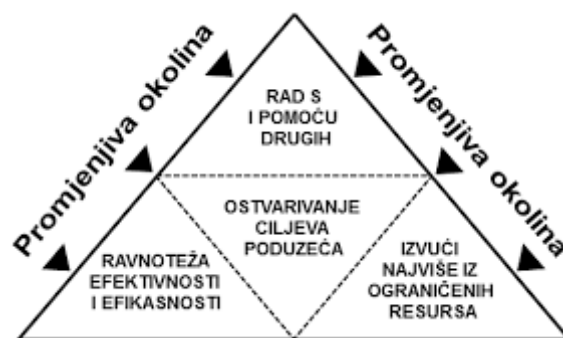 Promjenjiva okolina
Promjenjiva okolina
RAD S
I POMOĆU
DRUGIH
OSTVARIVANJE
CILJEVA
PODUZEĆA
RAVNOTEŽA
EFEKTIVNOSTI
I EFIKASNOSTI
IZVUĆI
NAJVIŠE IZ
OGRANIČENIH
RESURSA